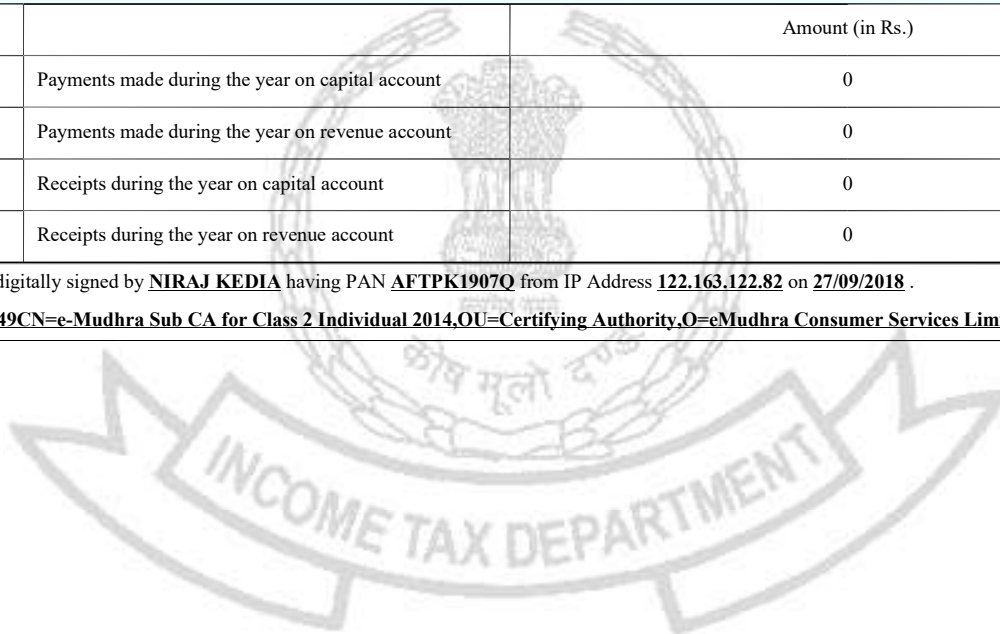 Amount (in Rs.)
Payments made during the year on capital account 0
Payments made during the year on revenue account 0
Receipts during the year on capital account 0
Receipts during the year on revenue account 0
digitally signed by NIRAJ KEDIA having PAN AFTPK1907Q from IP Address 122.163.122.82 on 27/09/2018 .
49CN=e-Mudhra Sub CA for Class 2 Individual 2014,OU=Certifying Authority,O=eMudhra Consumer Services Lim
कोष मूलो दण्डः
INCOME TAX DEPARTMENT